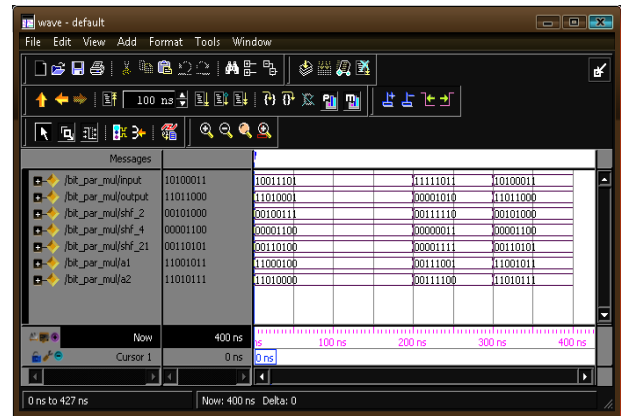 wave - default
File Edit View Add Format Tools Window
100 ns
Messages
/bit_par_mul/input 10100011 10011101 11111011 10100011
/bit_par_mul/output 11011000 11010001 00001010 11011000
/bit_par_mul/shf_2 00101000 00100111 00111110 00101000
/bit_par_mul/shf_4 00001100 00001100 00000011 00001100
/bit_par_mul/shf_21 00110101 00110100 00001111 00110101
/bit_par_mul/a1 11001011 11000100 00111001 11001011
/bit_par_mul/a2 11010111 11010000 00111100 11010111
Now 400 ns ns 100 ns 200 ns 300 ns 400 ns
Cursor 1 0 ns 0 ns
0 ns to 427 ns Now: 400 ns Delta: 0